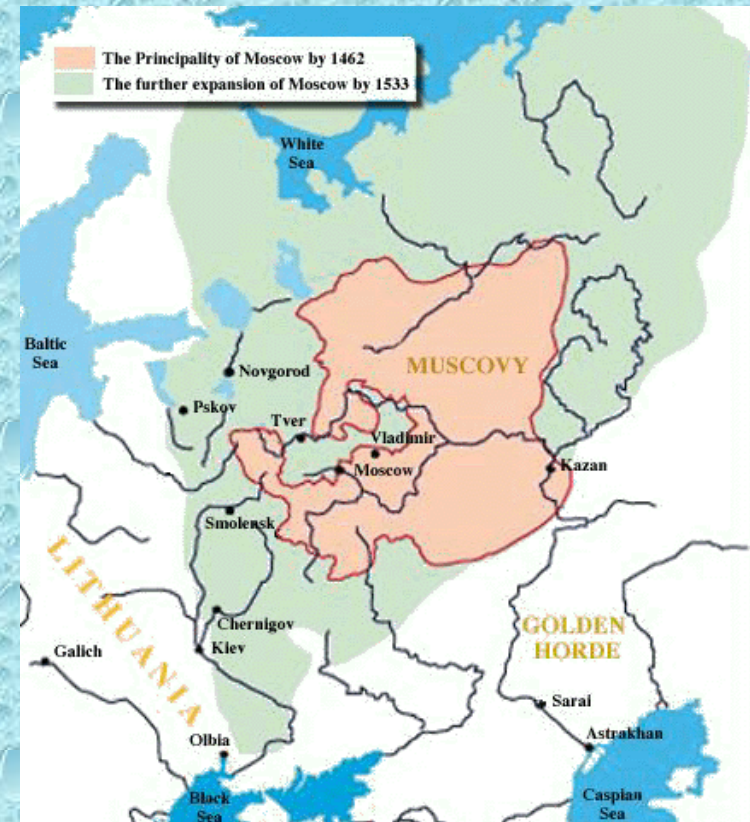 The Principality of Moscow by 1462
The further expansion of Moscow by 1533
White
Sea
Baltic
Sea
MUSCOVY
Novgorod
Pskov
Tver
Vladimir
Moscow
Kazan
Smolensk
LITHUANIA
Chernigov
Kiev
GOLDEN
HORDE
Galich
Sarai
Olbia
Astrakhan
Black
Sea
Caspian
Sea